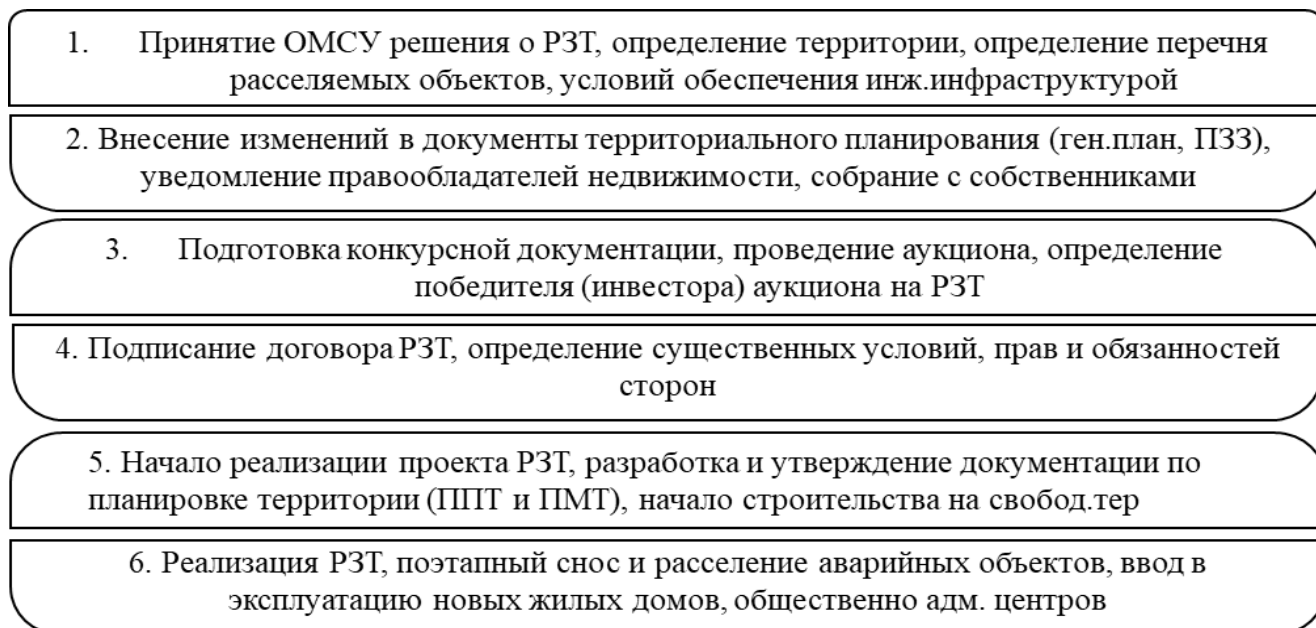 1. Принятие ОМСУ решения о РЗТ, определение территории, определение перечня
расселяемых объектов, условий обеспечения инж.инфраструктурой
2. Внесение изменений в документы территориального планирования (ген.план, ПЗЗ),
уведомление правообладателей недвижимости, собрание с собственниками
3. Подготовка конкурсной документации, проведение аукциона, определение
победителя (инвестора) аукциона на РЗТ
4. Подписание договора РЗТ, определение существенных условий, прав и обязанностей
сторон
5. Начало реализации проекта РЗТ, разработка и утверждение документации по
планировке территории (ППТ и ПМТ), начало строительства на свобод.тер
6. Реализация РЗТ, поэтапный снос и расселение аварийных объектов, ввод в
эксплуатацию новых жилых домов, общественно адм. центров